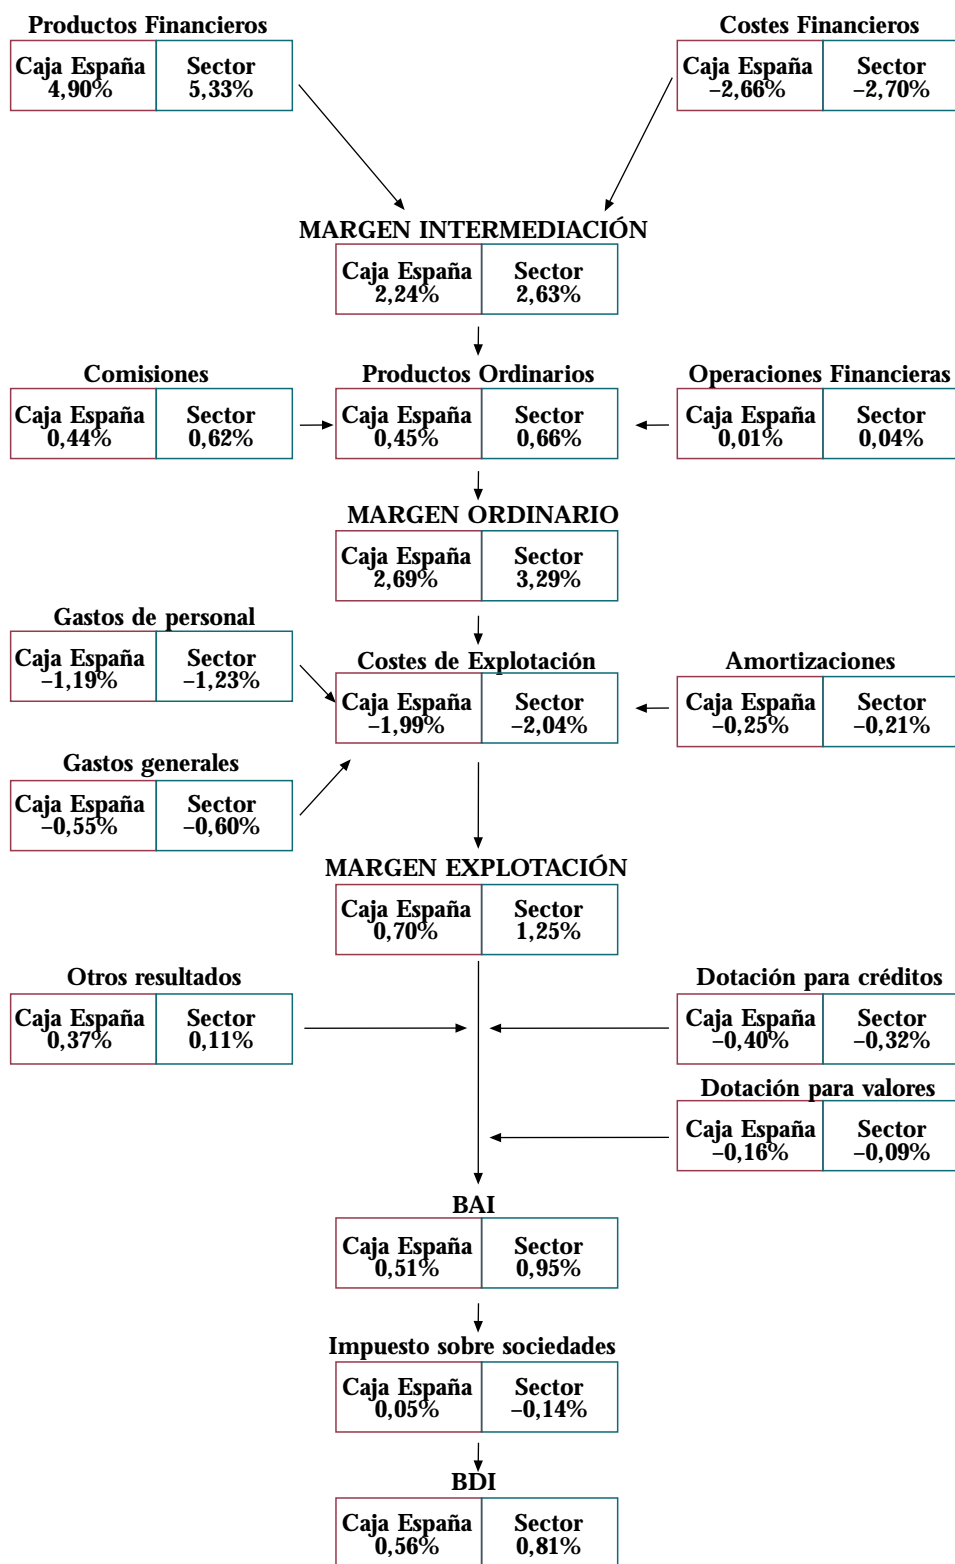 Productos Financieros
Costes Financieros
Caja España Sector
4,90% 5,33%
Caja España Sector
–2,66% –2,70%
MARGEN INTERMEDIACIÓN
Caja España Sector
2,24% 2,63%
Comisiones
Productos Ordinarios
Operaciones Financieras
Caja España Sector
0,44% 0,62%
Caja España Sector
0,45% 0,66%
Caja España Sector
0,01% 0,04%
MARGEN ORDINARIO
Caja España Sector
2,69% 3,29%
Gastos de personal
Caja España Sector
–1,19% –1,23%
Costes de Explotación
Caja España Sector
–1,99% –2,04%
Amortizaciones
Caja España Sector
–0,25% –0,21%
Gastos generales
Caja España Sector
–0,55% –0,60%
MARGEN EXPLOTACIÓN
Caja España Sector
0,70% 1,25%
Otros resultados
Caja España Sector
0,37% 0,11%
Dotación para créditos
Caja España Sector
–0,40% –0,32%
Dotación para valores
Caja España Sector
–0,16% –0,09%
BAI
Caja España Sector
0,51% 0,95%
Impuesto sobre sociedades
Caja España Sector
0,05% –0,14%
BDI
Caja España Sector
0,56% 0,81%